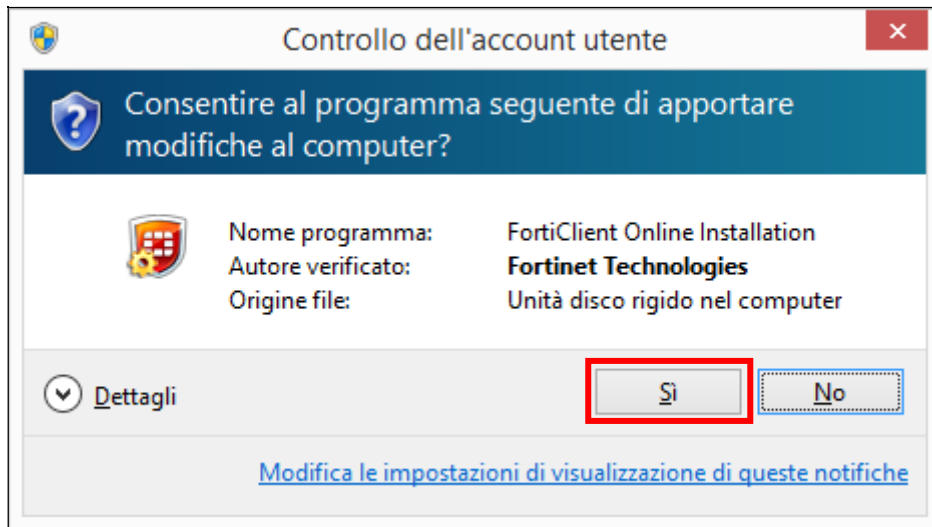 Controllo dell'account utente
Consentire al programma seguente di apportare
modifiche al computer?
Nome programma: FortiClient Online Installation
Autore verificato: Fortinet Technologies
Origine file: Unità disco rigido nel computer
Dettagli Sì No
Modifica le impostazioni di visualizzazione di queste notifiche